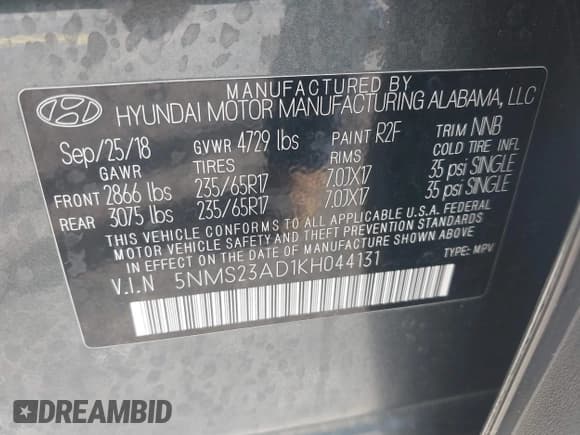 MANUFACTURED BY
HYUNDAI MOTOR MANUFACTURING ALABAMA, LLC
Sep/25/18 GVWR 4729 lbs PAINT R2F TRIM NNB
GAWR TIRES RIMS COLD TIRE INFL
FRONT 2866 lbs 235/65R17 7.0JX17 35 psi SINGLE
REAR 3075 lbs 235/65R17 7.0JX17 35 psi SINGLE
THIS VEHICLE CONFORMS TO ALL APPLICABLE U.S.A. FEDERAL
MOTOR VEHICLE SAFETY AND THEFT PREVENTION STANDARDS
IN EFFECT ON THE DATE OF MANUFACTURE SHOWN ABOVE.
V.I.N 5NMS23AD1KH044131 TYPE: MPV
DREAMBID